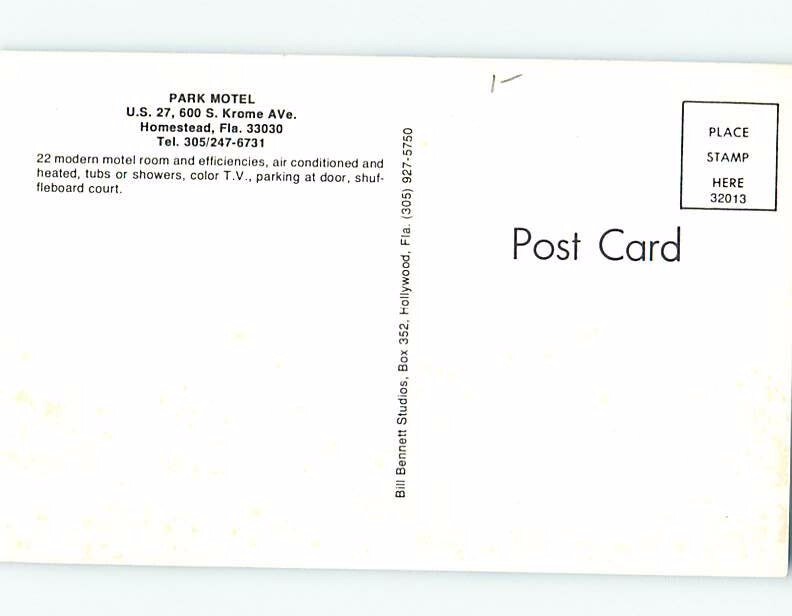 PARK MOTEL
U.S. 27, 600 S. Krome AVe.
Homestead, Fla. 33030
Tel. 305/247-6731
22 modern motel room and efficiencies, air conditioned and
heated, tubs or showers, color T.V., parking at door, shuf-
fleboard court.
Bill Bennett Studios, Box 352, Hollywood, Fla. (305) 927-5750
1-
PLACE
STAMP
HERE
32013
Post Card